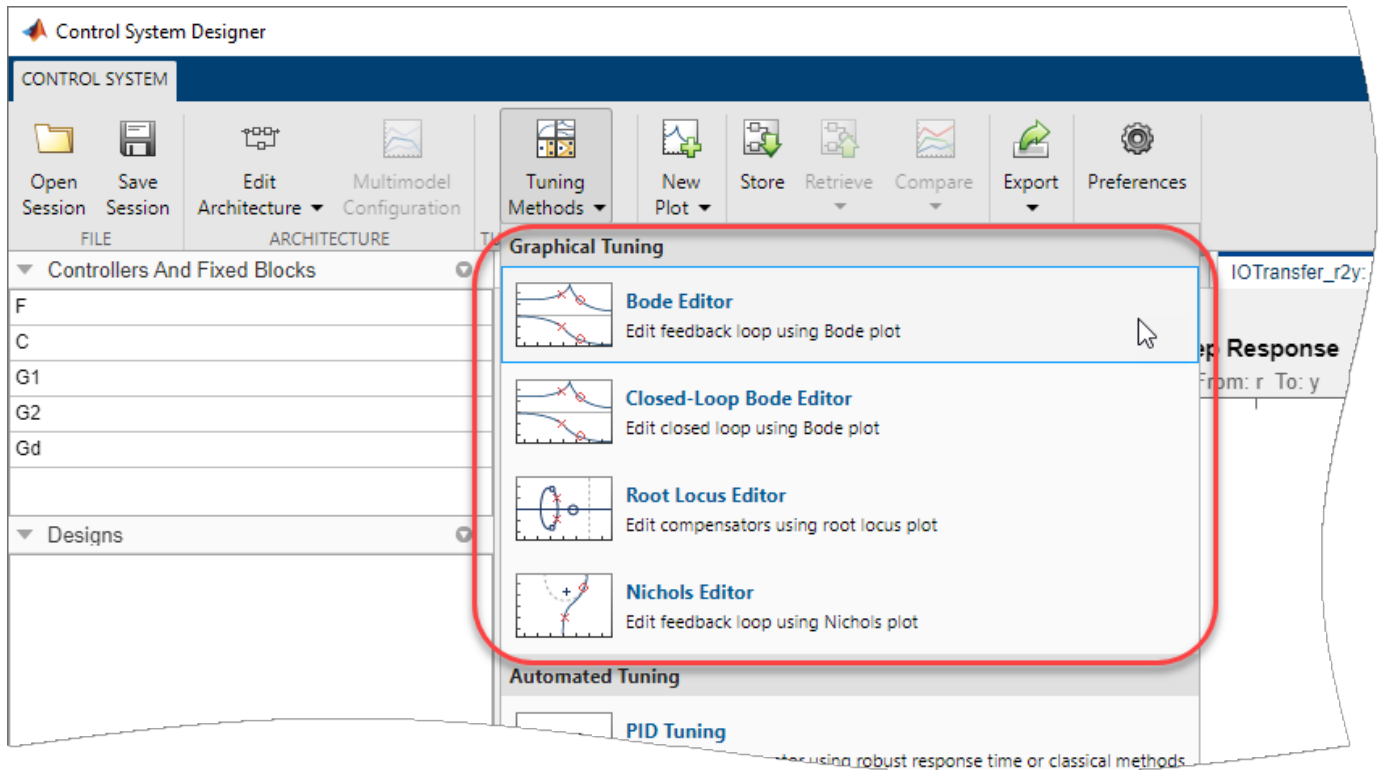 Control System Designer
CONTROL SYSTEM
Open Session
Save Session
Edit Architecture
Multimodel Configuration
Tuning Methods
New Plot
Store
Retrieve
Compare
Export
Preferences
FILE
ARCHITECTURE
Controllers And Fixed Blocks
F
C
G1
G2
Gd
Designs
Graphical Tuning
Bode Editor
Edit feedback loop using Bode plot
Closed-Loop Bode Editor
Edit closed loop using Bode plot
Root Locus Editor
Edit compensators using root locus plot
Nichols Editor
Edit feedback loop using Nichols plot
Automated Tuning
PID Tuning
using robust response time or classical methods
IOTransfer_r2y:
Response
From: r To: y